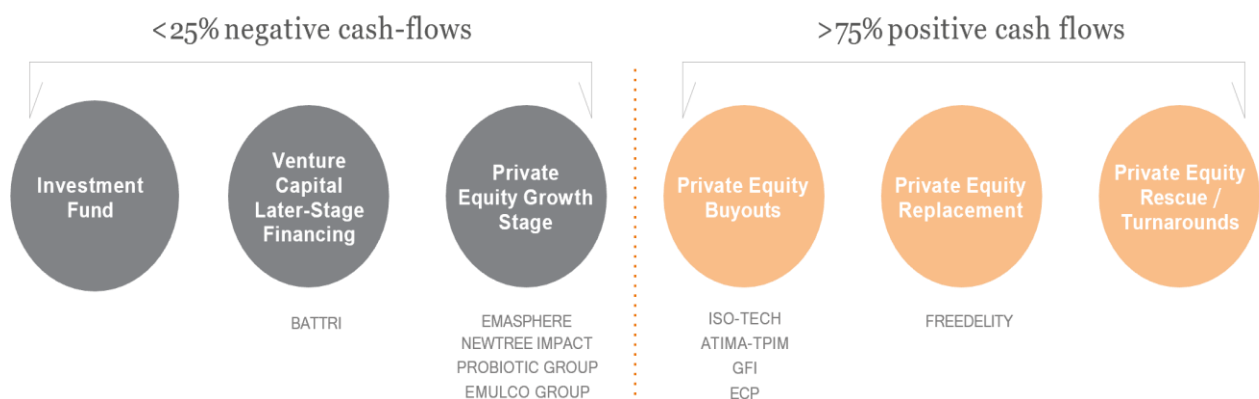 <25% negative cash-flows
>75% positive cash flows
Investment
Fund
Venture
Capital
Later-Stage
Financing
Private
Equity Growth
Stage
Private Equity
Buyouts
Private Equity
Replacement
Private Equity
Rescue /
Turnarounds
BATTRI
EMASPHERE
NEWTREE IMPACT
PROBIOTIC GROUP
EMULCO GROUP
ISO-TECH
ATIMA-TPIM
GFI
ECP
FREEDELITY